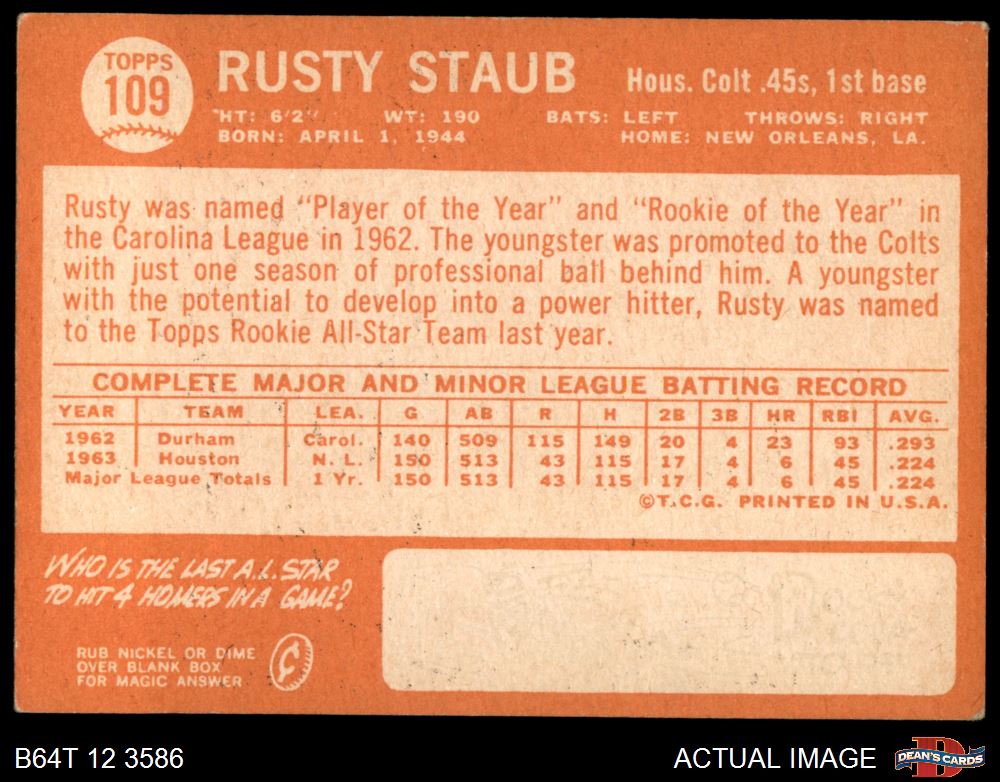 TOPPS
109
RUSTY STAUB
Hous. Colt .45s, 1st base
HT: 6'2" WT: 190 BATS: LEFT THROWS: RIGHT
BORN: APRIL 1, 1944 HOME: NEW ORLEANS, LA.
Rusty was named "Player of the Year" and "Rookie of the Year" in
the Carolina League in 1962. The youngster was promoted to the Colts
with just one season of professional ball behind him. A youngster
with the potential to develop into a power hitter, Rusty was named
to the Topps Rookie All-Star Team last year.
COMPLETE MAJOR AND MINOR LEAGUE BATTING RECORD
YEAR TEAM LEA. G AB R H 2B 3B HR RBI AVG.
1962 Durham Carol. 140 509 115 149 20 4 23 93 .293
1963 Houston N. L. 150 513 43 115 17 4 6 45 .224
Major League Totals 1 Yr. 150 513 43 115 17 4 6 45 .224
©T.C.G. PRINTED IN U.S.A.
WHO IS THE LAST A.L. STAR
TO HIT 4 HOMERS IN A GAME?
RUB NICKEL OR DIME
OVER BLANK BOX
FOR MAGIC ANSWER
¢
B64T 12 3586
ACTUAL IMAGE
D
DEAN'S CARDS